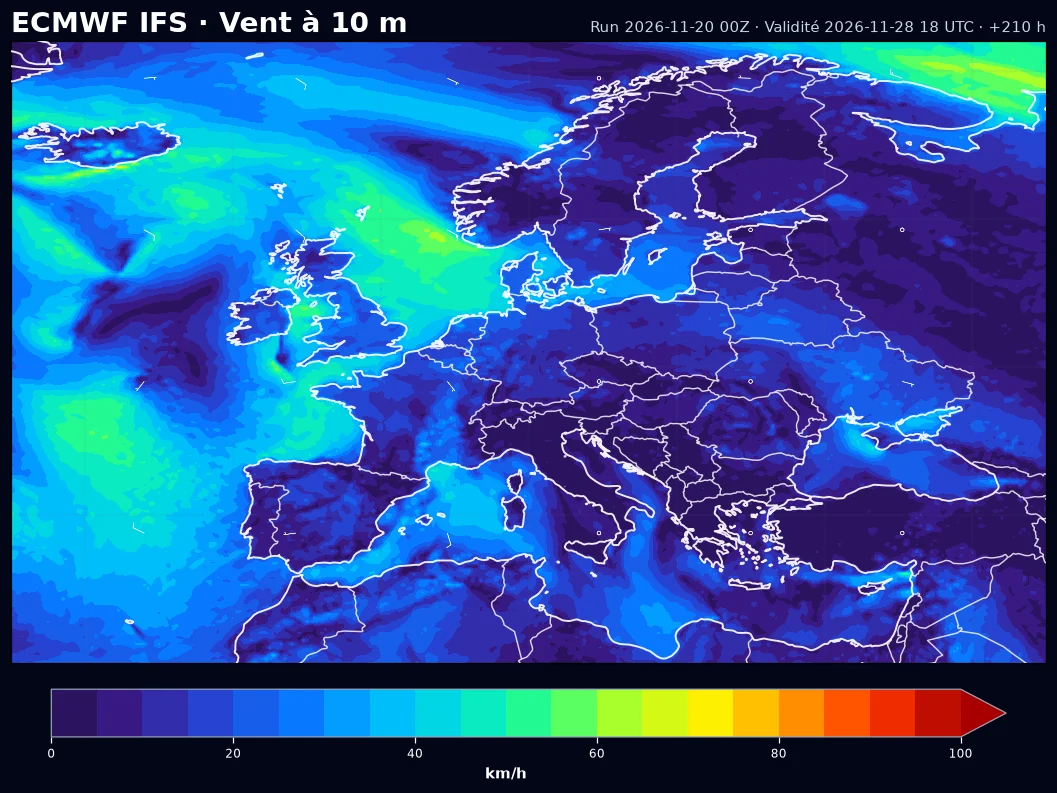 ECMWF IFS · Vent à 10 m
Run 2026-11-20 00Z · Validité 2026-11-28 18 UTC · +210 h
0 20 40 60 80 100
km/h